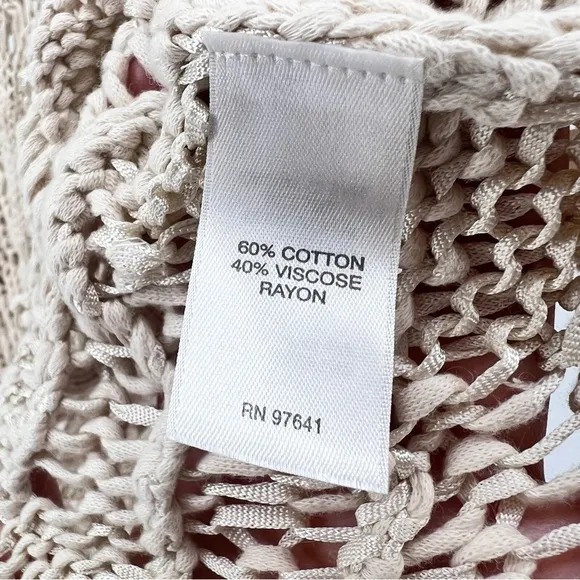 60% COTTON
40% VISCOSE
RAYON
RN 97641